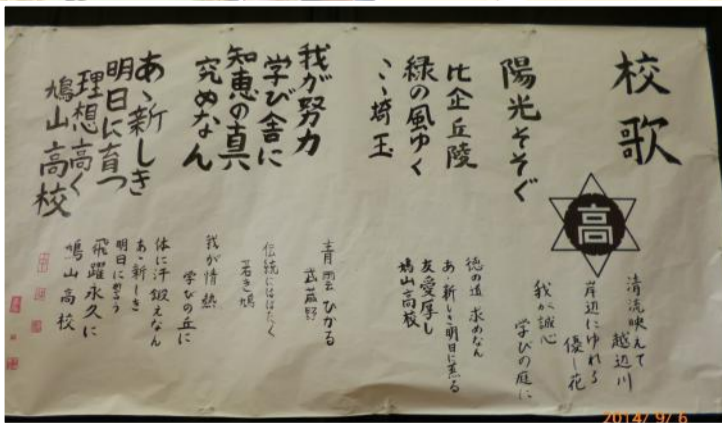 校歌
高
陽光そそぐ
比企丘陵
緑の風ゆく
こゝ埼玉
我が努力
学び舎に
知恵の真
究めなん
あゝ新しき
明日に育つ
理想高く
鳩山高校
清流映えて
越辺川
岸辺にゆれる
優し花
我が誠心
学びの庭に
徳の道 求めなん
あゝ新しき明日に薫る
友愛厚し
鳩山高校
青雲ひかる
武蔵野
伝統にはばたく
若き鳩
我が情熱
学びの丘に
体に汗鍛えなん
あゝ新しき
明日に誓う
飛躍永久に
鳩山高校
2014/ 9/ 6